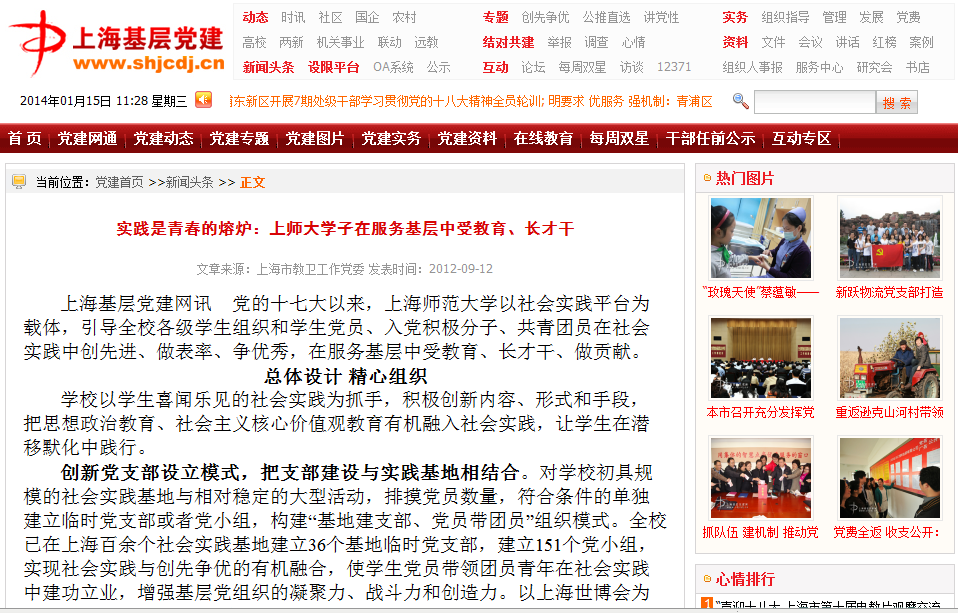 上海基层党建
www.shjcdj.cn
动态 时讯 社区 国企 农村
高校 两新 机关事业 联动 远教
新闻头条 设限平台 OA系统 公示
专题 创先争优 公推直选 讲党性
结对共建 举报 调查 心情
互动 论坛 每周双星 访谈 12371
实务 组织指导 管理 发展 党费
资料 文件 会议 讲话 红榜 案例
组织人事报 服务中心 研究会 书店
2014年01月15日 11:28 星期三
东新区开展7期处级干部学习贯彻党的十八大精神全员轮训; 明要求 优服务 强机制：青浦区
搜 索
首 页 党建网通 党建动态 党建专题 党建图片 党建实务 党建资料 在线教育 每周双星 干部任前公示 互动专区
当前位置：党建首页 >>新闻头条 >> 正文
实践是青春的熔炉：上师大学子在服务基层中受教育、长才干
文章来源：上海市教卫工作党委 发表时间：2012-09-12
上海基层党建网讯 党的十七大以来，上海师范大学以社会实践平台为
载体，引导全校各级学生组织和学生党员、入党积极分子、共青团员在社会
实践中创先进、做表率、争优秀，在服务基层中受教育、长才干、做贡献。
总体设计 精心组织
学校以学生喜闻乐见的社会实践为抓手，积极创新内容、形式和手段，
把思想政治教育、社会主义核心价值观教育有机融入社会实践，让学生在潜
移默化中践行。
创新党支部设立模式，把支部建设与实践基地相结合。对学校初具规
模的社会实践基地与相对稳定的大型活动，排摸党员数量，符合条件的单独
建立临时党支部或者党小组，构建“基地建支部、党员带团员”组织模式。全校
已在上海百余个社会实践基地建立36个基地临时党支部，建立151个党小组，
实现社会实践与创先争优的有机融合，使学生党员带领团员青年在社会实践
中建功立业，增强基层党组织的凝聚力、战斗力和创造力。以上海世博会为
热门图片
“玫瑰天使”蔡蕴敏——
新跃物流党支部打造
本市召开充分发挥党
重返逊克山河村带领
抓队伍 建机制 推动党
党费全返 收支公开：
心情排行
1 “喜迎十八大 上海市第十届电教片观摩交流